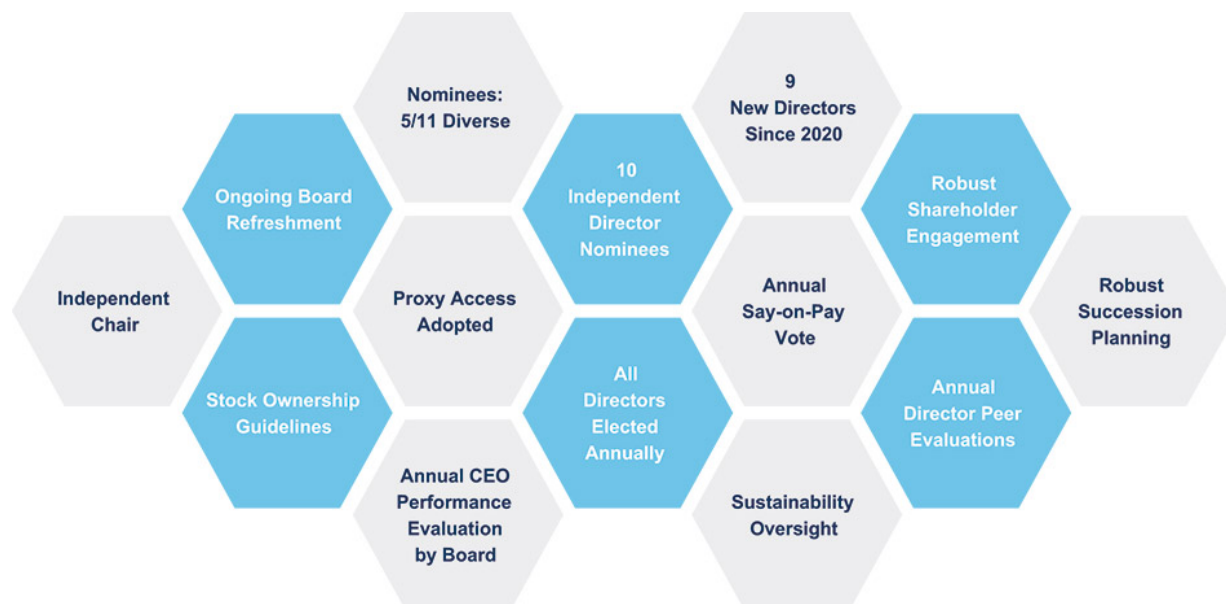 Nominees:
5/11 Diverse
9
New Directors
Since 2020
Ongoing Board
Refreshment
10
Independent
Director
Nominees
Robust
Shareholder
Engagement
Independent
Chair
Proxy Access
Adopted
Annual
Say-on-Pay
Vote
Robust
Succession
Planning
Stock Ownership
Guidelines
All
Directors
Elected
Annually
Annual
Director Peer
Evaluations
Annual CEO
Performance
Evaluation
by Board
Sustainability
Oversight